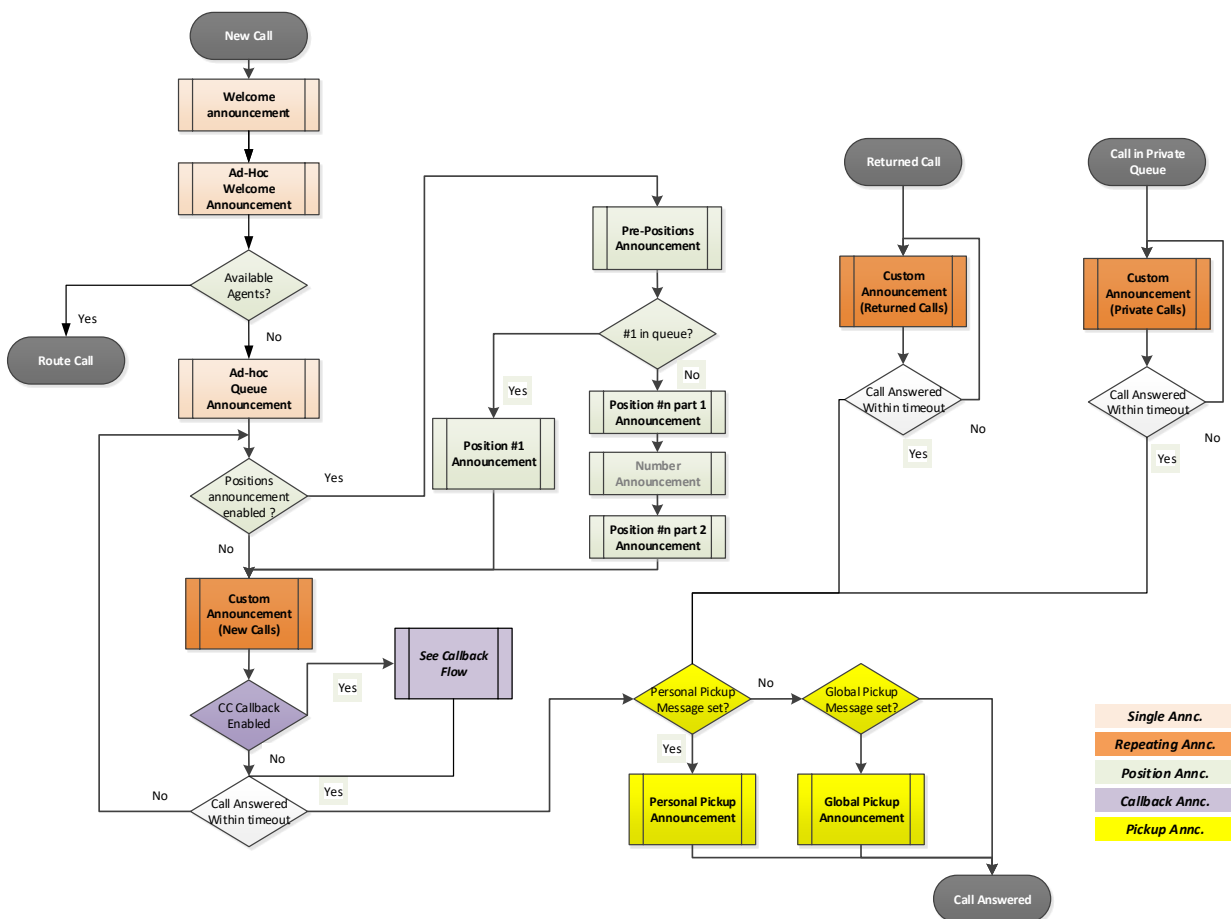 New Call
Welcome
announcement
Ad-Hoc
Welcome
Announcement
Available
Agents?
Yes
No
Route Call
Ad-hoc
Queue
Announcement
Positions
announcement
enabled ?
Yes
No
Pre-Positions
Announcement
#1 in queue?
Yes
No
Position #1
Announcement
Position #n part 1
Announcement
Number
Announcement
Position #n part 2
Announcement
Custom
Announcement
(New Calls)
CC Callback
Enabled
Yes
No
See Callback
Flow
Call Answered
Within timeout
No
Yes
Returned Call
Custom
Announcement
(Returned Calls)
Call Answered
Within timeout
No
Yes
Call in Private
Queue
Custom
Announcement
(Private Calls)
Call Answered
Within timeout
No
Yes
Personal Pickup
Message set?
No
Yes
Global Pickup
Message set?
Personal Pickup
Announcement
Global Pickup
Announcement
Call Answered
Single Annc.
Repeating Annc.
Position Annc.
Callback Annc.
Pickup Annc.